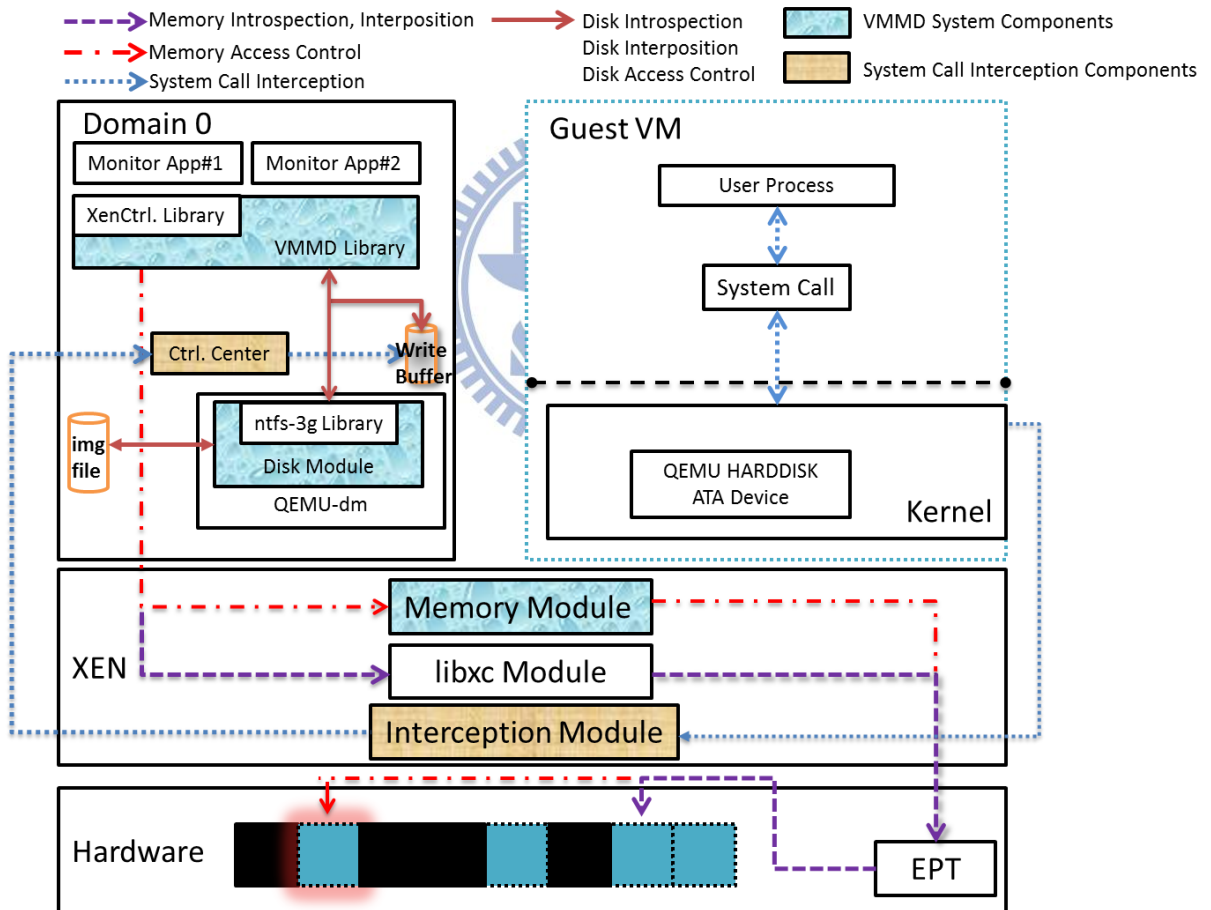 Memory Introspection, Interposition
Memory Access Control
System Call Interception
Disk Introspection
Disk Interposition
Disk Access Control
VMMD System Components
System Call Interception Components
Domain 0
Monitor App#1
Monitor App#2
XenCtrl. Library
VMMD Library
Ctrl. Center
Write
Buffer
img
file
ntfs-3g Library
Disk Module
QEMU-dm
Guest VM
User Process
System Call
QEMU HARDDISK
ATA Device
Kernel
XEN
Memory Module
libxc Module
Interception Module
Hardware
EPT